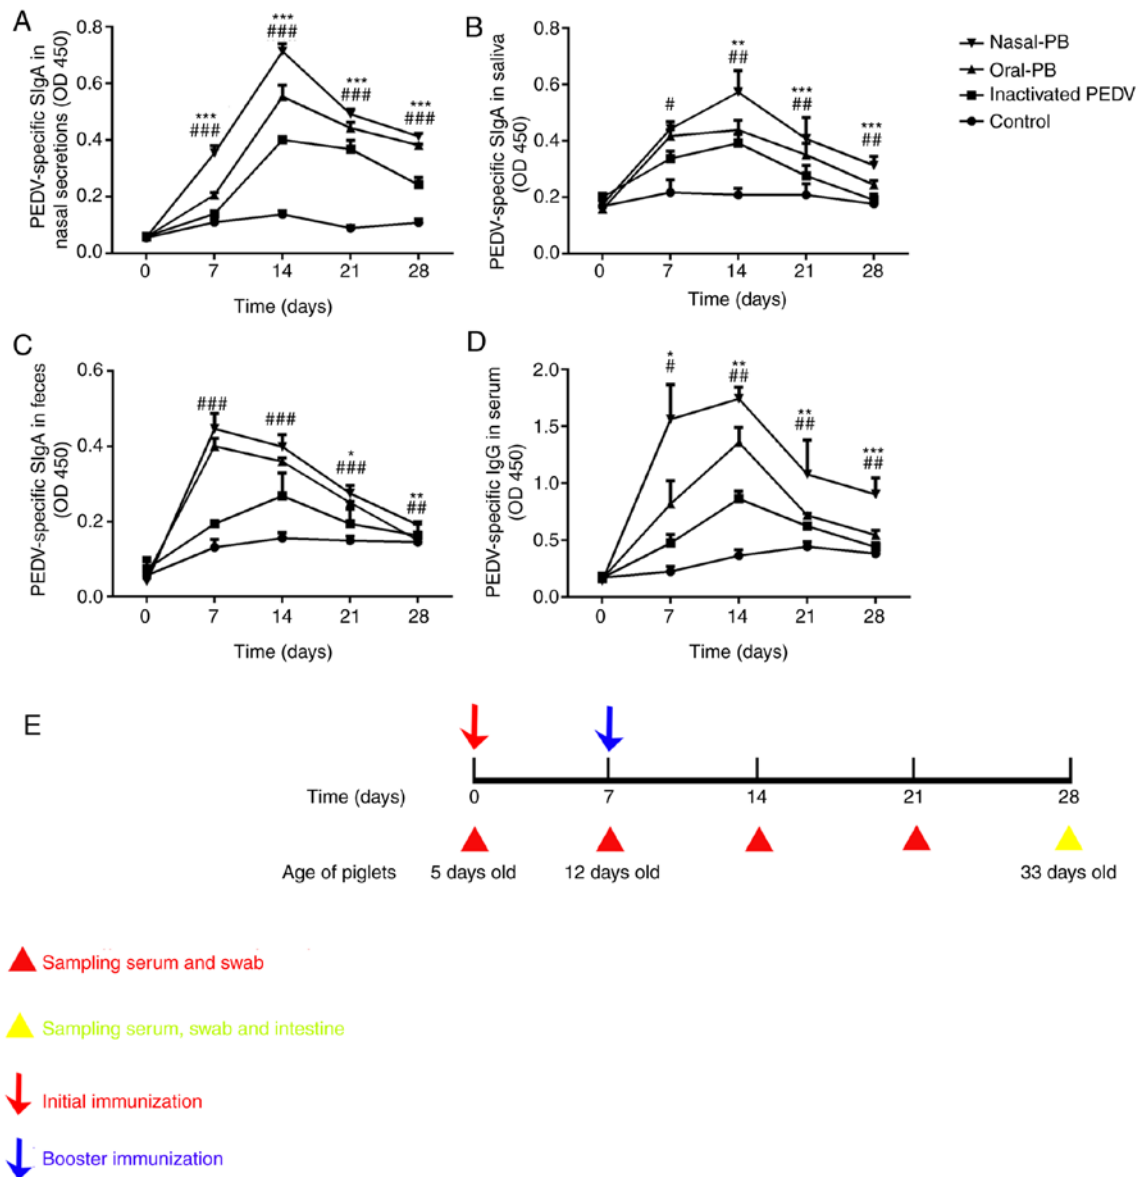 A
PEDV-specific SIgA in
nasal secretions (OD 450)
0.8
0.6
0.4
0.2
0.0
***
###
***
###
***
###
***
###
0 7 14 21 28
Time (days)
B
PEDV-specific SIgA in saliva
(OD 450)
0.8
0.6
0.4
0.2
0.0
#
**
##
***
##
***
##
0 7 14 21 28
Time (days)
Nasal-PB
Oral-PB
Inactivated PEDV
Control
C
PEDV-specific SIgA in feces
(OD 450)
0.6
0.4
0.2
0.0
###
###
*
###
**
##
0 7 14 21 28
Time (days)
D
PEDV-specific IgG in serum
(OD 450)
2.0
1.5
1.0
0.5
0.0
*
#
**
##
**
##
***
##
0 7 14 21 28
Time (days)
E
Time (days) 0 7 14 21 28
Age of piglets 5 days old 12 days old 33 days old
Sampling serum and swab
Sampling serum, swab and intestine
Initial immunization
Booster immunization